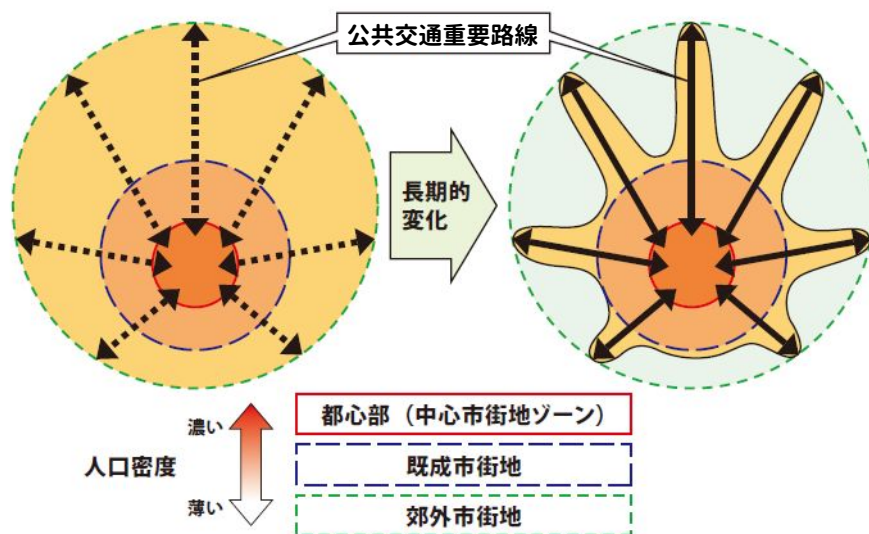 公共交通重要路線
長期的
変化
濃い
人口密度
薄い
都心部（中心市街地ゾーン）
既成市街地
郊外市街地